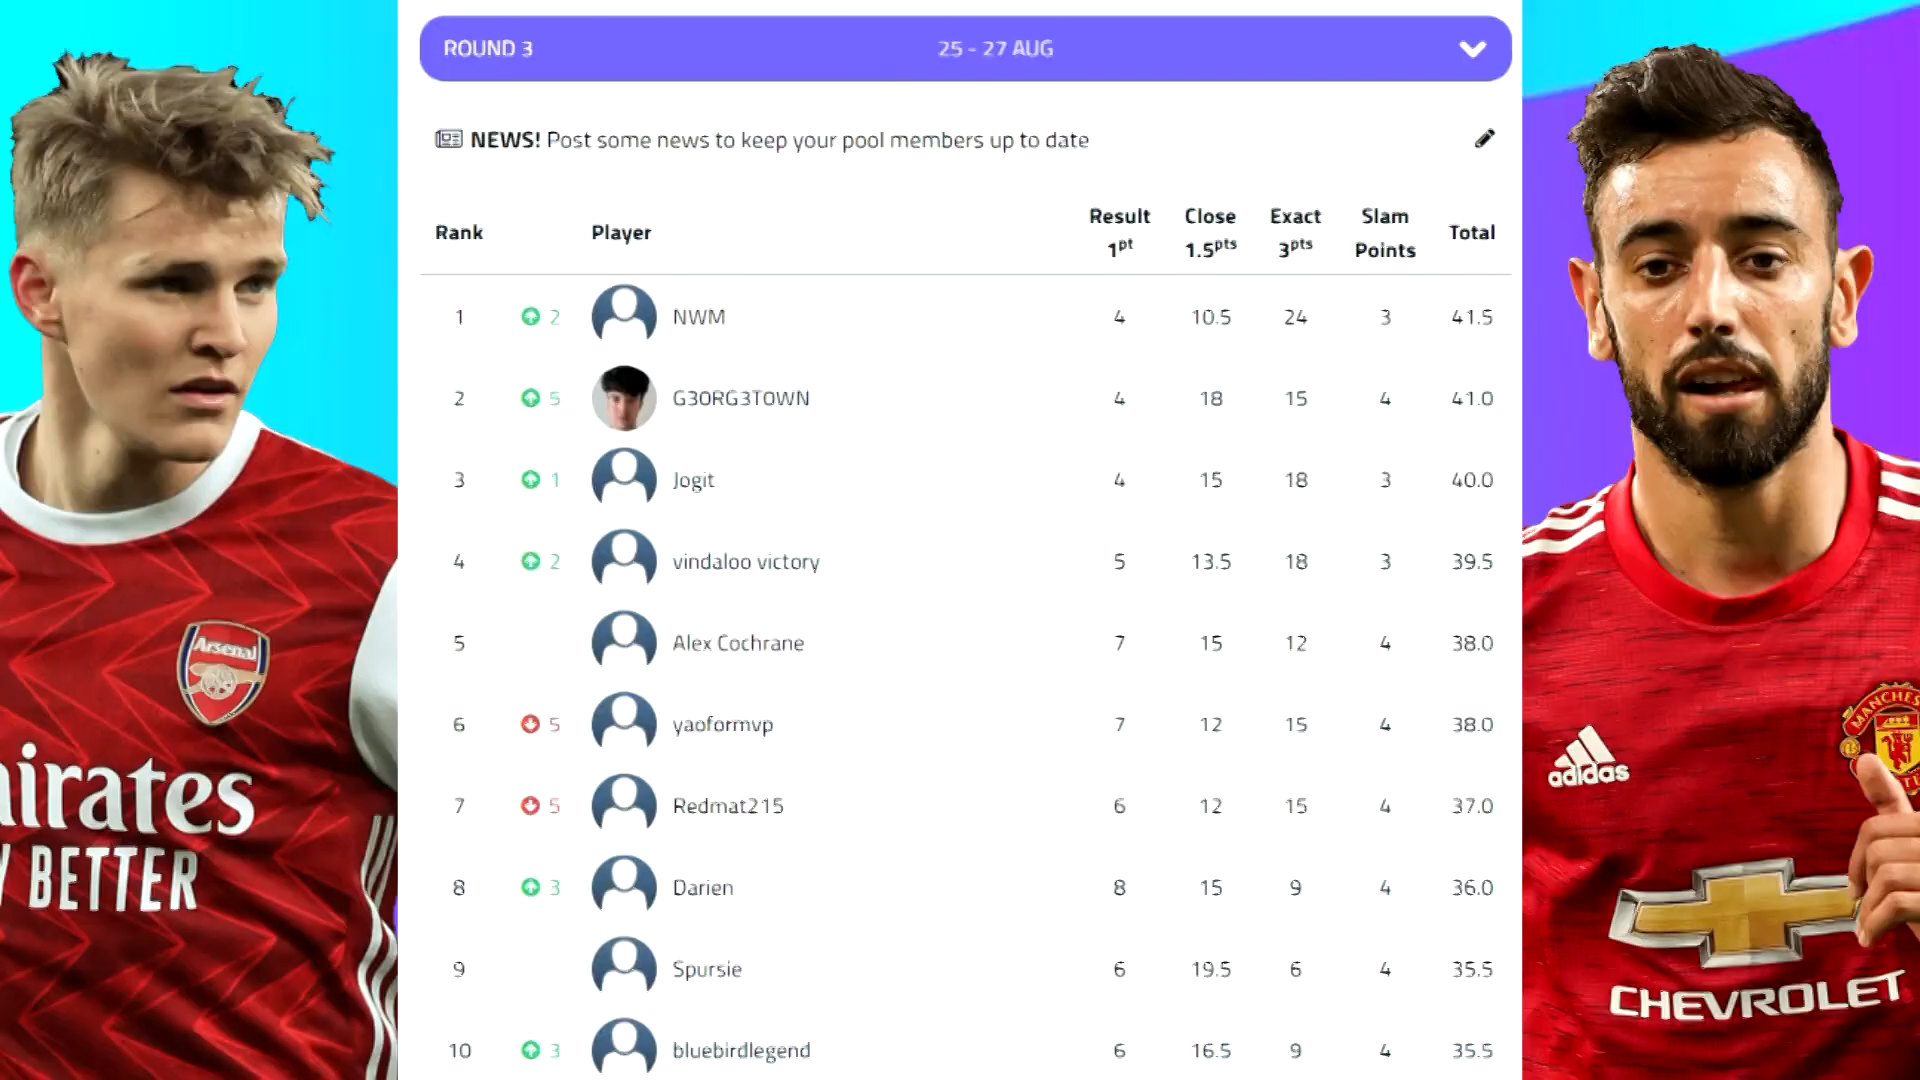 ROUND 3 25 - 27 AUG
NEWS! Post some news to keep your pool members up to date
Rank Player Result 1pt Close 1.5pts Exact 3pts Slam Points Total
1 2 NWM 4 10.5 24 3 41.5
2 5 G3ORG3TOWN 4 18 15 4 41.0
3 1 Jogit 4 15 18 3 40.0
4 2 vindaloo victory 5 13.5 18 3 39.5
5 Alex Cochrane 7 15 12 4 38.0
6 5 yaoformvp 7 12 15 4 38.0
7 5 Redmat215 6 12 15 4 37.0
8 3 Darien 8 15 9 4 36.0
9 Spursie 6 19.5 6 4 35.5
10 3 bluebirdlegend 6 16.5 9 4 35.5
Arsenal
irates
BETTER
MANCHES
adidas
CHEVROLET